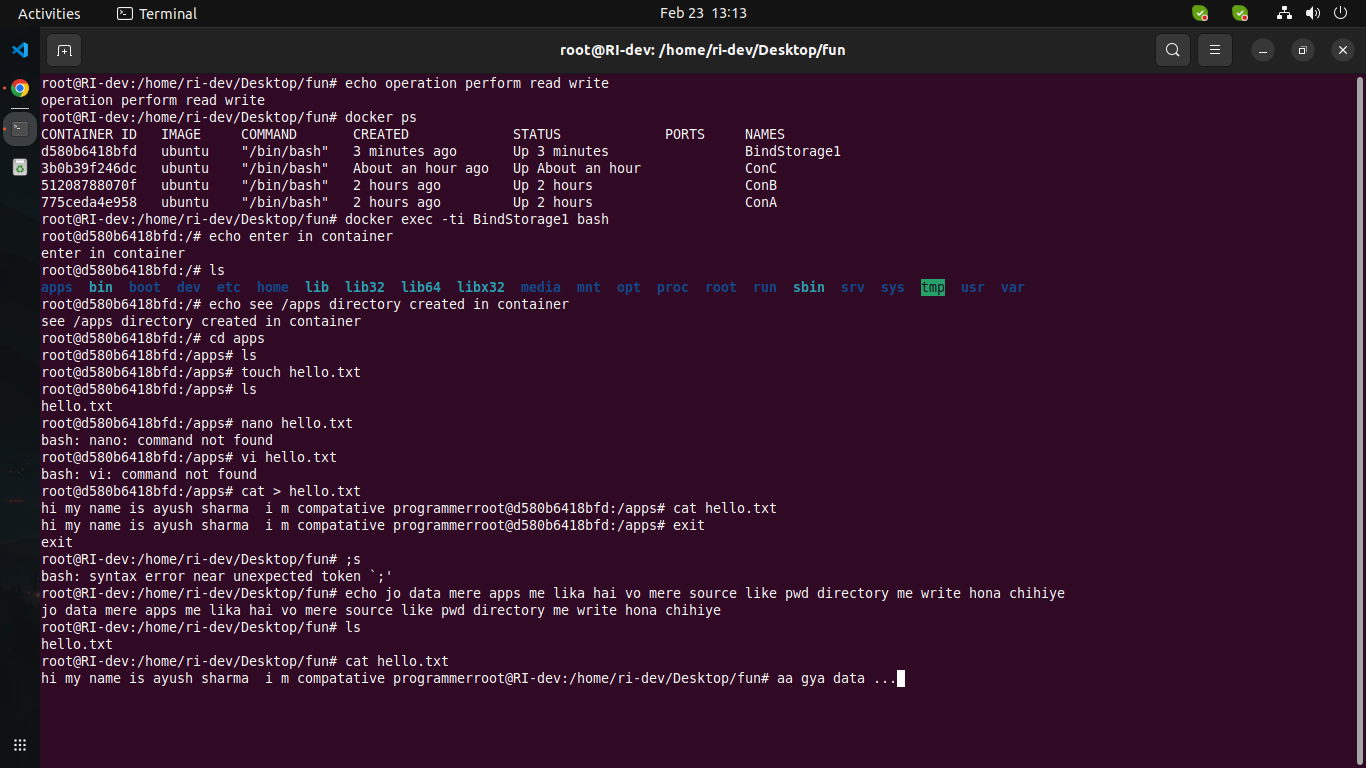 Activities Terminal Feb 23 13:13
root@RI-dev: /home/ri-dev/Desktop/fun
root@RI-dev:/home/ri-dev/Desktop/fun# echo operation perform read write
operation perform read write
root@RI-dev:/home/ri-dev/Desktop/fun# docker ps
CONTAINER ID   IMAGE     COMMAND       CREATED             STATUS             PORTS     NAMES
d580b6418bfd   ubuntu    "/bin/bash"   3 minutes ago       Up 3 minutes                 BindStorage1
3b0b39f246dc   ubuntu    "/bin/bash"   About an hour ago   Up About an hour             ConC
51208788070f   ubuntu    "/bin/bash"   2 hours ago         Up 2 hours                   ConB
775ceda4e958   ubuntu    "/bin/bash"   2 hours ago         Up 2 hours                   ConA
root@RI-dev:/home/ri-dev/Desktop/fun# docker exec -ti BindStorage1 bash
root@d580b6418bfd:/# echo enter in container
enter in container
root@d580b6418bfd:/# ls
apps  bin  boot  dev  etc  home  lib  lib32  lib64  libx32  media  mnt  opt  proc  root  run  sbin  srv  sys  tmp  usr  var
root@d580b6418bfd:/# echo see /apps directory created in container
see /apps directory created in container
root@d580b6418bfd:/# cd apps
root@d580b6418bfd:/apps# ls
root@d580b6418bfd:/apps# touch hello.txt
root@d580b6418bfd:/apps# ls
hello.txt
root@d580b6418bfd:/apps# nano hello.txt
bash: nano: command not found
root@d580b6418bfd:/apps# vi hello.txt
bash: vi: command not found
root@d580b6418bfd:/apps# cat > hello.txt
hi my name is ayush sharma  i m compatative programmerroot@d580b6418bfd:/apps# cat hello.txt
hi my name is ayush sharma  i m compatative programmerroot@d580b6418bfd:/apps# exit
exit
root@RI-dev:/home/ri-dev/Desktop/fun# ;s
bash: syntax error near unexpected token `;'
root@RI-dev:/home/ri-dev/Desktop/fun# echo jo data mere apps me lika hai vo mere source like pwd directory me write hona chihiye
jo data mere apps me lika hai vo mere source like pwd directory me write hona chihiye
root@RI-dev:/home/ri-dev/Desktop/fun# ls
hello.txt
root@RI-dev:/home/ri-dev/Desktop/fun# cat hello.txt
hi my name is ayush sharma  i m compatative programmerroot@RI-dev:/home/ri-dev/Desktop/fun# aa gya data ...